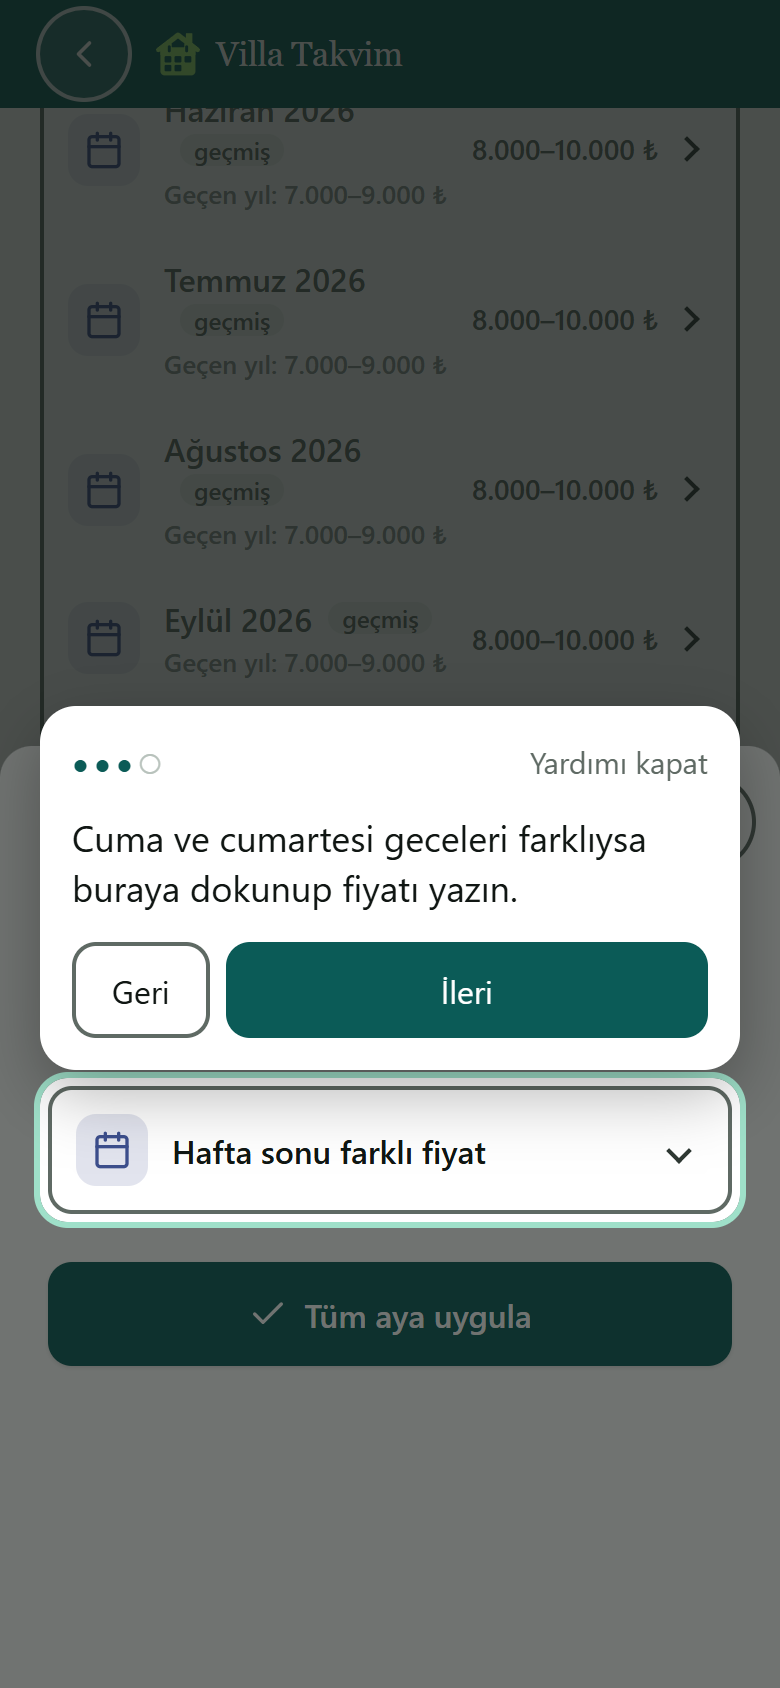 Villa Takvim
Haziran 2026
geçmiş
8.000–10.000 ₺
Geçen yıl: 7.000–9.000 ₺
Temmuz 2026
geçmiş
8.000–10.000 ₺
Geçen yıl: 7.000–9.000 ₺
Ağustos 2026
geçmiş
8.000–10.000 ₺
Geçen yıl: 7.000–9.000 ₺
Eylül 2026 geçmiş
8.000–10.000 ₺
Geçen yıl: 7.000–9.000 ₺
Yardımı kapat
Cuma ve cumartesi geceleri farklıysa
buraya dokunup fiyatı yazın.
Geri
İleri
Hafta sonu farklı fiyat
Tüm aya uygula